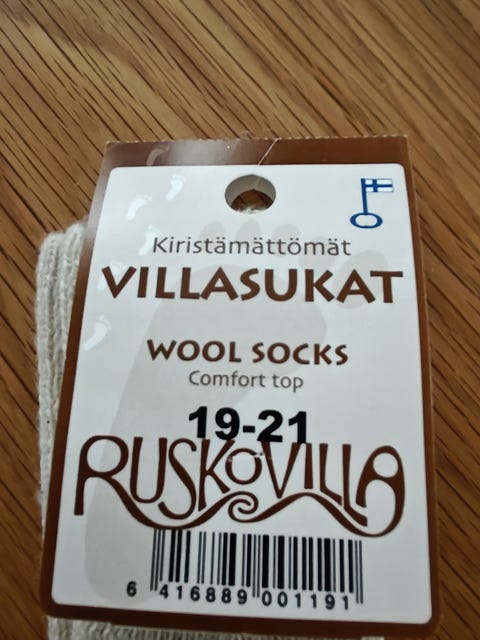 Kiristämättömät
VILLASUKAT
WOOL SOCKS
Comfort top
19-21
RUSKOVILLA
6 416889 001191